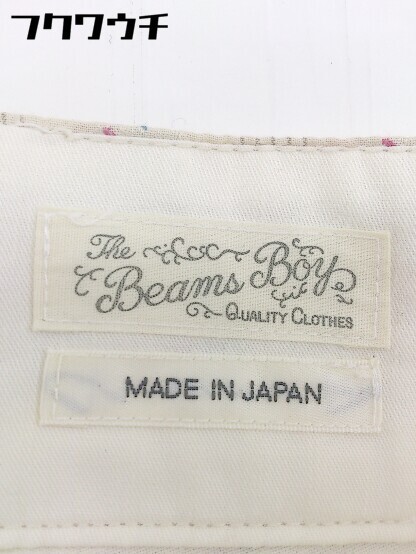 フクワウチ
The
Beams Boy
QUALITY CLOTHES
MADE IN JAPAN